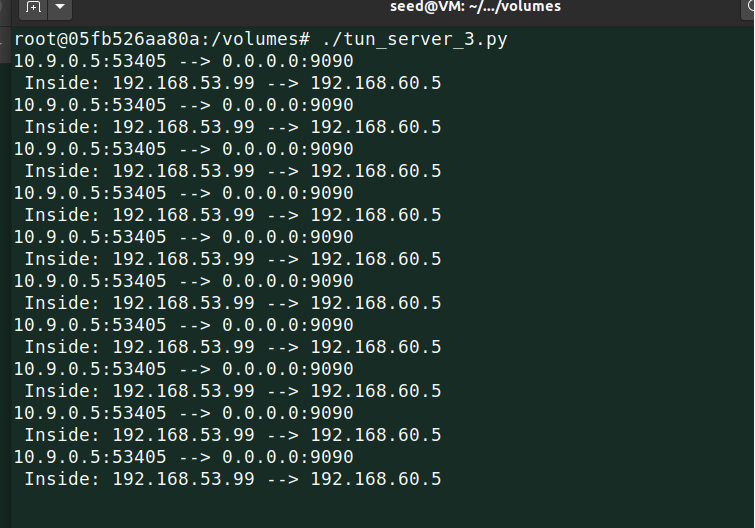 seed@VM: ~/.../volumes
root@05fb526aa80a:/volumes# ./tun_server_3.py
10.9.0.5:53405 --> 0.0.0.0:9090
 Inside: 192.168.53.99 --> 192.168.60.5
10.9.0.5:53405 --> 0.0.0.0:9090
 Inside: 192.168.53.99 --> 192.168.60.5
10.9.0.5:53405 --> 0.0.0.0:9090
 Inside: 192.168.53.99 --> 192.168.60.5
10.9.0.5:53405 --> 0.0.0.0:9090
 Inside: 192.168.53.99 --> 192.168.60.5
10.9.0.5:53405 --> 0.0.0.0:9090
 Inside: 192.168.53.99 --> 192.168.60.5
10.9.0.5:53405 --> 0.0.0.0:9090
 Inside: 192.168.53.99 --> 192.168.60.5
10.9.0.5:53405 --> 0.0.0.0:9090
 Inside: 192.168.53.99 --> 192.168.60.5
10.9.0.5:53405 --> 0.0.0.0:9090
 Inside: 192.168.53.99 --> 192.168.60.5
10.9.0.5:53405 --> 0.0.0.0:9090
 Inside: 192.168.53.99 --> 192.168.60.5
10.9.0.5:53405 --> 0.0.0.0:9090
 Inside: 192.168.53.99 --> 192.168.60.5